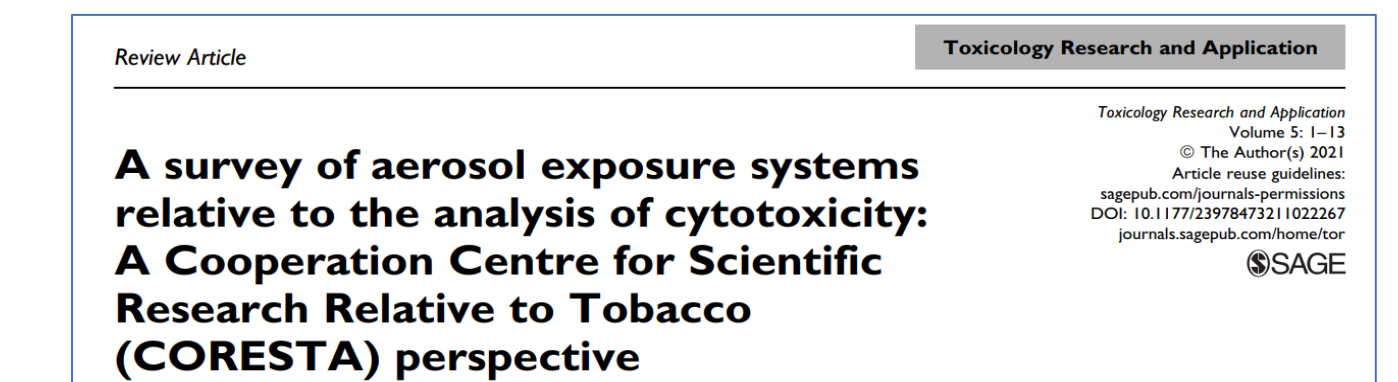 Review Article
Toxicology Research and Application
Toxicology Research and Application
Volume 5: 1–13
© The Author(s) 2021
Article reuse guidelines:
sagepub.com/journals-permissions
DOI: 10.1177/23978473211022267
journals.sagepub.com/home/tor
SAGE
A survey of aerosol exposure systems
relative to the analysis of cytotoxicity:
A Cooperation Centre for Scientific
Research Relative to Tobacco
(CORESTA) perspective